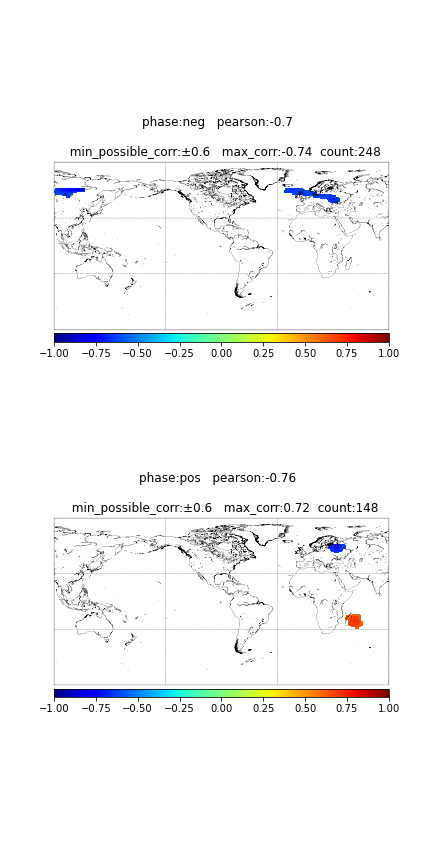 phase:neg   pearson:-0.7
min_possible_corr:±0.6   max_corr:-0.74  count:248
−1.00 −0.75 −0.50 −0.25 0.00 0.25 0.50 0.75 1.00
phase:pos   pearson:-0.76
min_possible_corr:±0.6   max_corr:0.72  count:148
−1.00 −0.75 −0.50 −0.25 0.00 0.25 0.50 0.75 1.00